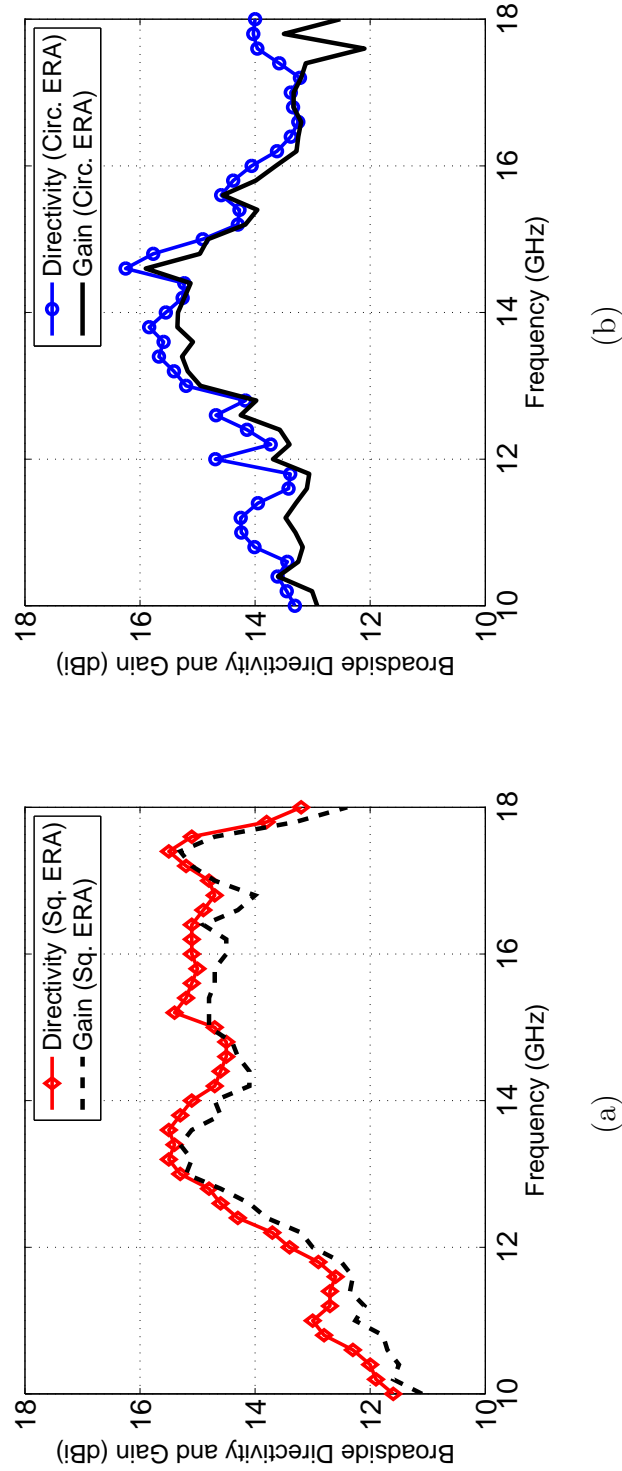 18
16
14
12
10
10
12
14
16
18
Broadside Directivity and Gain (dBi)
Frequency (GHz)
Directivity (Sq. ERA)
Gain (Sq. ERA)
(a)
18
16
14
12
10
10
12
14
16
18
Broadside Directivity and Gain (dBi)
Frequency (GHz)
Directivity (Circ. ERA)
Gain (Circ. ERA)
(b)